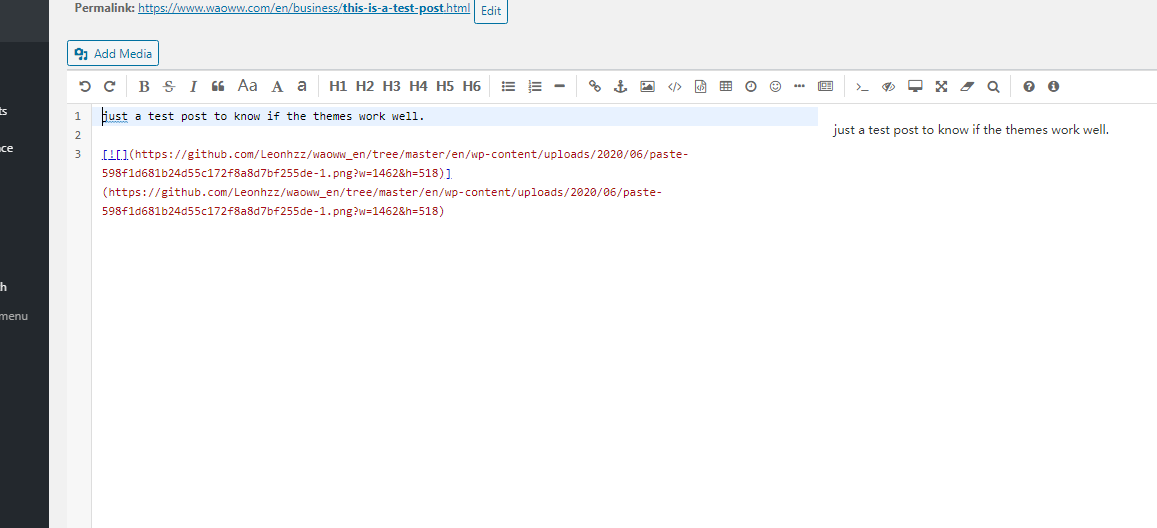 Permalink: https://www.waoww.com/en/business/this-is-a-test-post.html Edit
Add Media
B S I Aa A a H1 H2 H3 H4 H5 H6
ts
ce
h
menu
1 just a test post to know if the themes work well.
2
3 [![](https://github.com/Leonhzz/waoww_en/tree/master/en/wp-content/uploads/2020/06/paste-
598f1d681b24d55c172f8a8d7bf255de-1.png?w=1462&h=518)]
(https://github.com/Leonhzz/waoww_en/tree/master/en/wp-content/uploads/2020/06/paste-
598f1d681b24d55c172f8a8d7bf255de-1.png?w=1462&h=518)
just a test post to know if the themes work well.